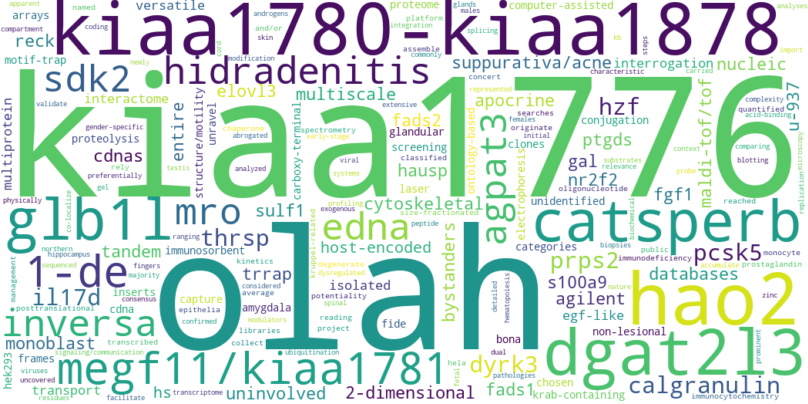 kiaa1780-kiaa1878
kiaa1776
olah
hidradenitis
catsperb
glb1l
mro
edna
agpat3
hao2
dgat2l3
inversa
1-de
megf11/kiaa1781
sdk2
reck
motif-trap
arrays
versatile
proteome
computer-assisted
suppurativa/acne
interrogation
nucleic
interactome
elovl3
multiscale
fads2
apocrine
hzf
u-937
proteolysis
cdnas
entire
unravel
structure/motility
carboxy-terminal
spectrometry
glandular
screening
ptgds
conjugation
gal
maldi-tof/tof
multiprotein
gender-specific
chaperone
abrogated
early-stage
hausp
laser
clones
nr2f2
ontology-based
electrophoresis
searches
originate
classified
cytoskeletal
size-fractionated
unidentified
fgf1
sulf1
thrsp
host-encoded
bystanders
prps2
categories
s100a9
agilent
egf-like
non-lesional
databases
pcsk5
immunodeficiency
prostaglandin
tandem
immunosorbent
trrap
isolated
potentiality
il17d
inserts
cdna
capture
amygdala
reading
project
fide
bona
dual
dyrk3
chosen
krab-containing
calgranulin
immunocytochemistry
monoblast
frames
transport
hs
uninvolved
2-dimensional
fads1
hek293
signaling/communication
ubiquitination
posttranslational
transcribed
transcriptome
facilitate
libraries
kinetics
ranging
average
considered
confirmed
epithelia
hippocampus
northern
sequenced
fingers
majority
consensus
viruses
uncovered
residues
named
apparent
compartment
coding
androgens
skin
and/or
modification
cord
newly
validate
rely
preferentially
gel
testis
analyzed
viral
systems
profiling
exogenous
peptide
kruppel-related
degenerate
dysregulated
spinal
modulators
detailed
hematopoiesis
pathologies
hela
fetal
nature
zinc
prominent
monocyte
biopsies
public
reached
context
probe
substrates
relevance
oligonucleotide
blotting
comparing
quantified
complexity
acid-binding
replication
microscopy
biochemical
accumulate
characteristic
represented
concert
extensive
females
initial
carried
import
analyses
steps
kb
splicing
males
glands
platform
integration
assemble
commonly
physically
co-localize
management